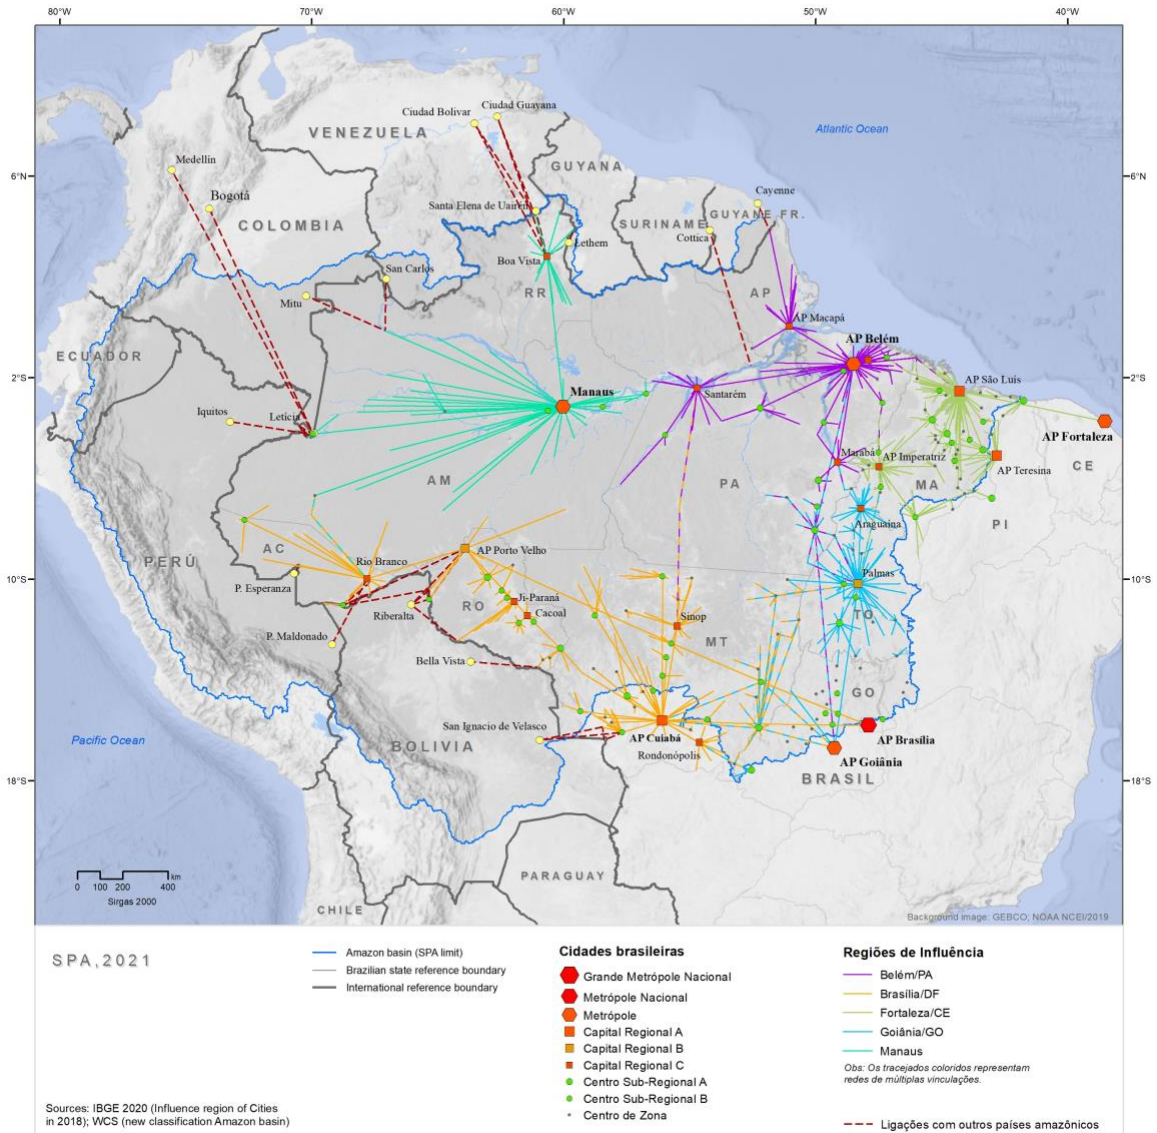 80°W 70°W 60°W 50°W 40°W
Ciudad Bolivar Ciudad Guayana
VENEZUELA
Atlantic Ocean
Medellín
GUYANA
6°N 6°N
Bogotá
Cayenne
Santa Elena de Uairén
GUYANE FR.
COLOMBIA
SURINAME
Cottica
Lethem
Boa Vista
San Carlos
RR
AP
Mitu
AP Macapá
AP Belém
ECUADOR
2°S 2°S
AP São Luís
Manaus
Santarém
Iquitos
Letícia
AP Fortaleza
Marabá
AP Imperatriz
AP Teresina
CE
AM
PA
MA
Araguaína
PI
AC
AP Porto Velho
PERÚ
Rio Branco
10°S 10°S
P. Esperanza
Palmas
RO
Ji-Paraná
Riberalta
Cacoal
Sinop
TO
P. Maldonado
MT
Bella Vista
GO
San Ignacio de Velasco
AP Cuiabá
AP Brasília
Pacific Ocean
BOLIVIA
Rondonópolis
AP Goiânia
18°S 18°S
BRASIL
km
0 100 200 400
Sirgas 2000
PARAGUAY
CHILE
Background image: GEBCO; NOAA NCEI/2019
SPA,2021
Amazon basin (SPA limit)
Brazilian state reference boundary
International reference boundary
Cidades brasileiras
Grande Metrópole Nacional
Metrópole Nacional
Metrópole
Capital Regional A
Capital Regional B
Capital Regional C
Centro Sub-Regional A
Centro Sub-Regional B
Centro de Zona
Regiões de Influência
Belém/PA
Brasília/DF
Fortaleza/CE
Goiânia/GO
Manaus
Obs: Os tracejados coloridos representam
redes de múltiplas vinculações.
Ligações com outros países amazônicos
Sources: IBGE 2020 (Influence region of Cities
in 2018); WCS (new classification Amazon basin)